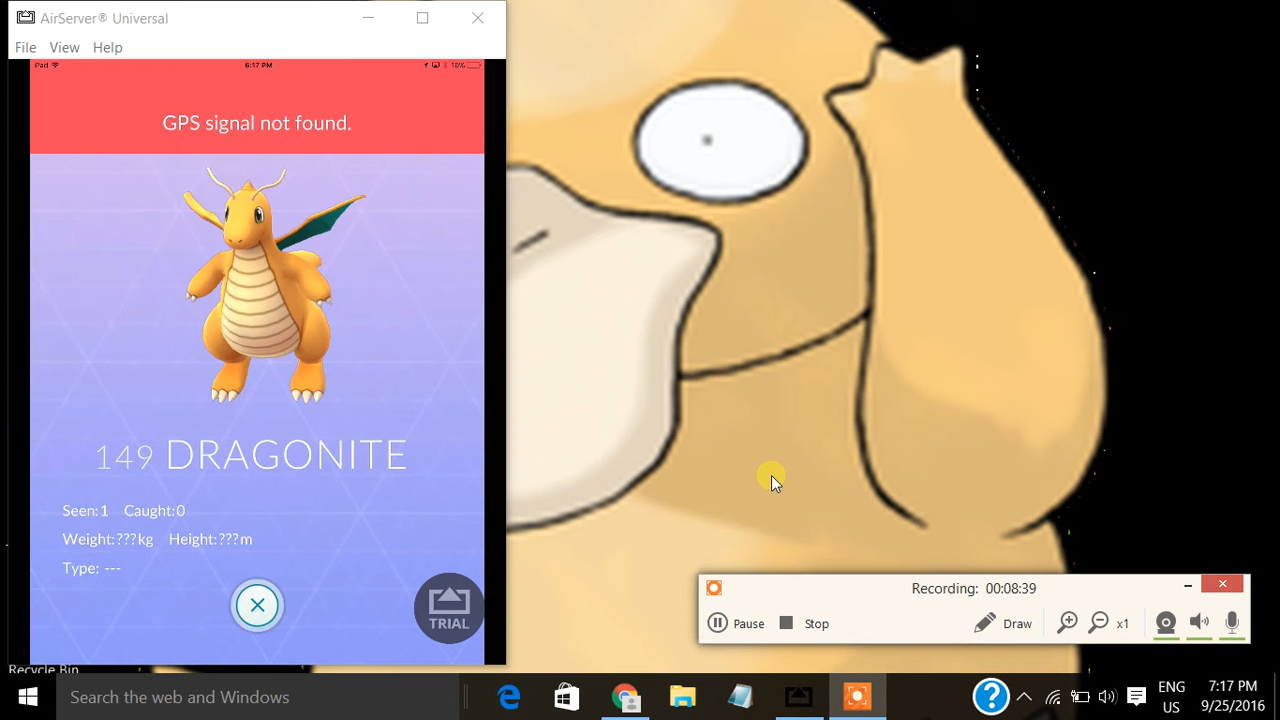 AirServer® Universal
File View Help
iPad 6:17 PM 10%
GPS signal not found.
149 DRAGONITE
Seen:1 Caught:0
Weight:???kg Height:???m
Type: ---
TRIAL
Recording: 00:08:39
Pause Stop Draw x1
Recycle Bin
Search the web and Windows
ENG 7:17 PM
US 9/25/2016